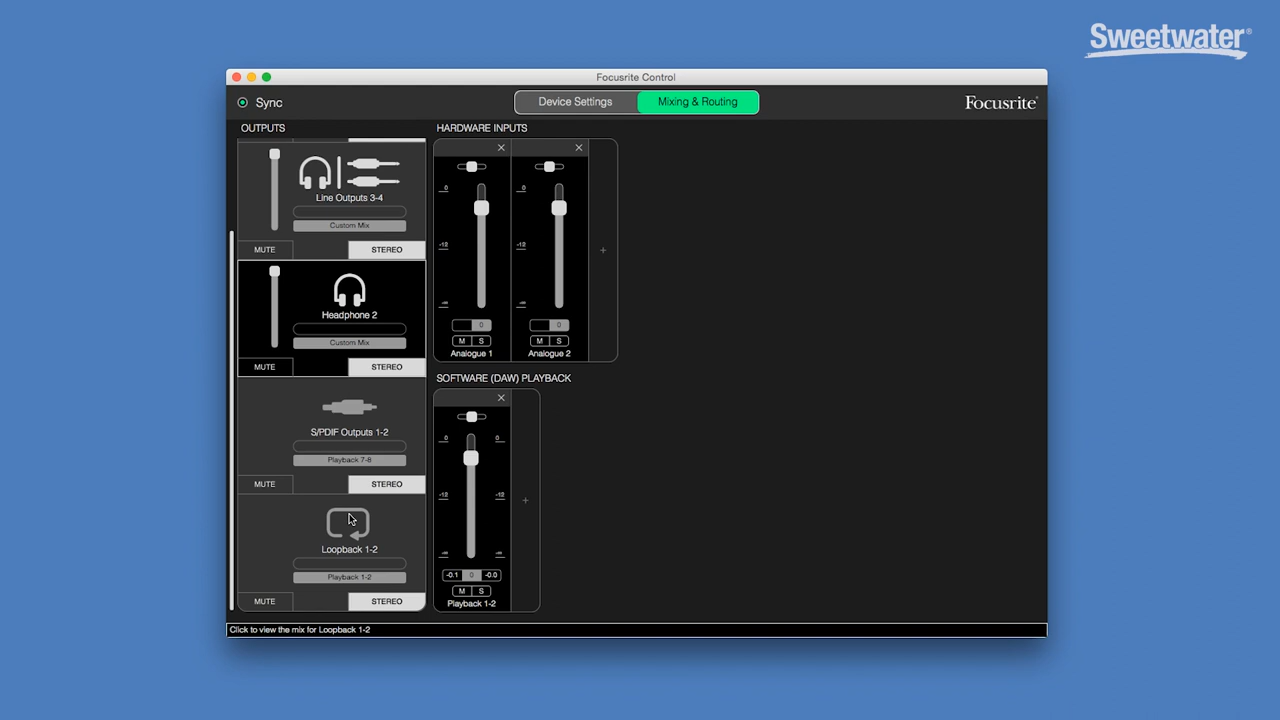 Sweetwater®
Focusrite Control
Sync
Device Settings
Mixing & Routing
Focusrite
OUTPUTS
Line Outputs 3-4
Custom Mix
MUTE
STEREO
Headphone 2
Custom Mix
MUTE
STEREO
S/PDIF Outputs 1-2
Playback 7-8
MUTE
STEREO
Loopback 1-2
Playback 1-2
MUTE
STEREO
HARDWARE INPUTS
0
-12
-∞
0
M S
Analogue 1
0
-12
-∞
0
M S
Analogue 2
+
SOFTWARE (DAW) PLAYBACK
0 0
-12 -12
-∞ -∞
-0.1 0 -0.0
M S
Playback 1-2
+
Click to view the mix for Loopback 1-2